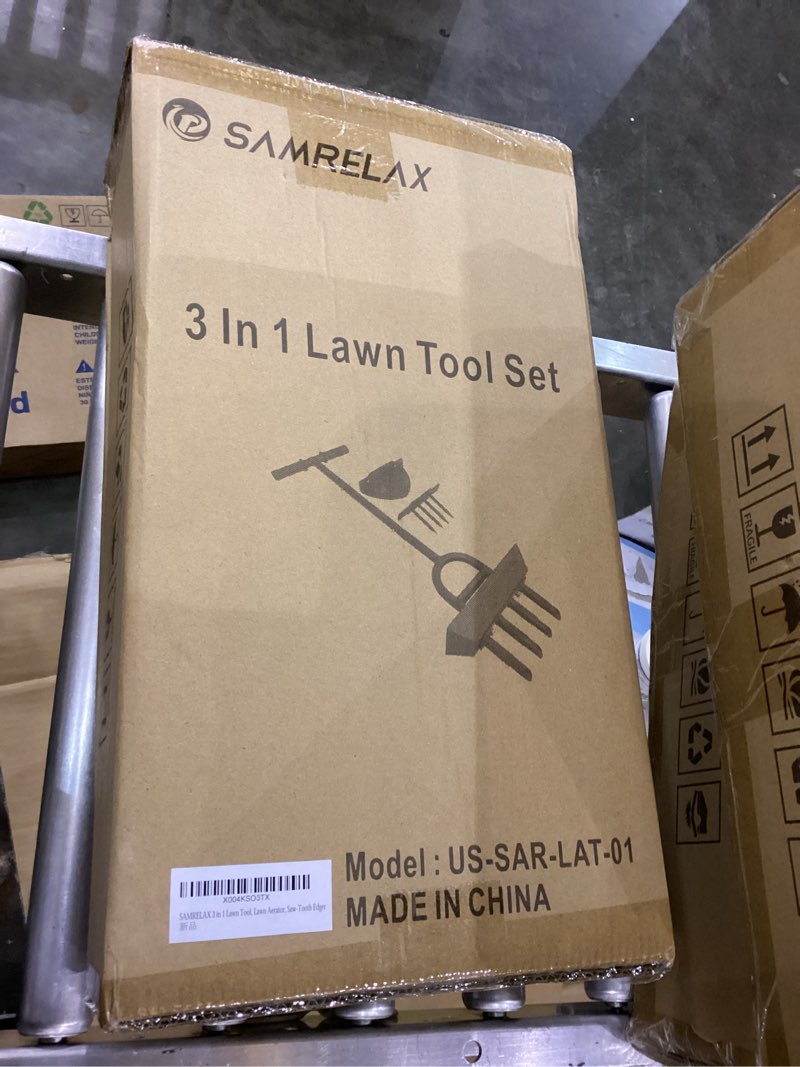 SAMRELAX
3 In 1 Lawn Tool Set
Model : US-SAR-LAT-01
MADE IN CHINA
X004KSO3TX
SAMRELAX 3 in 1 Lawn Tool, Lawn Aerator, Saw-Tooth Edger
新品
FRAGILE